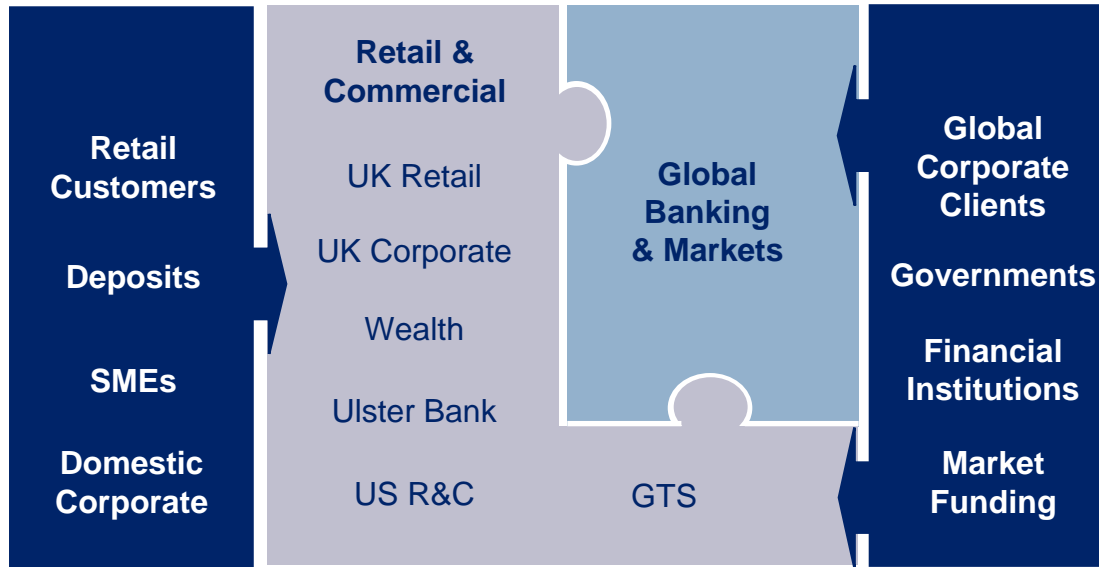 Retail
Customers
Deposits
SMEs
Domestic
Corporate
Retail &
Commercial
UK Retail
UK Corporate
Wealth
Ulster Bank
US R&C
GTS
Global
Banking
& Markets
Global
Corporate
Clients
Governments
Financial
Institutions
Market
Funding